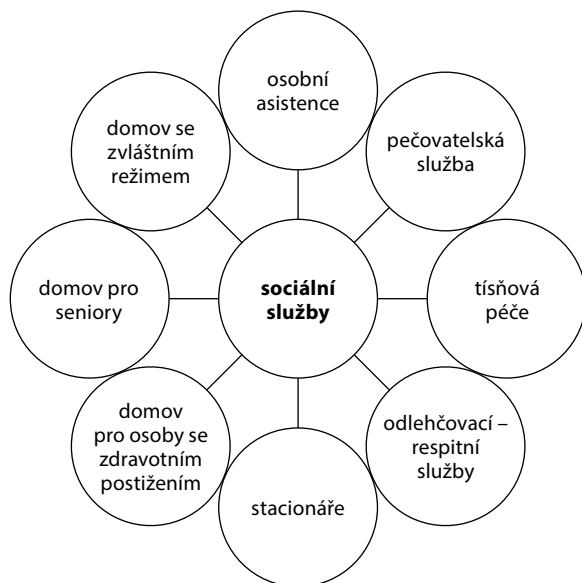 osobní
asistence
pečovatelská
služba
tísňová
péče
odlehčovací –
respitní
služby
stacionáře
domov
pro osoby se
zdravotním
postižením
domov pro
seniory
domov se
zvláštním
režimem
sociální
služby